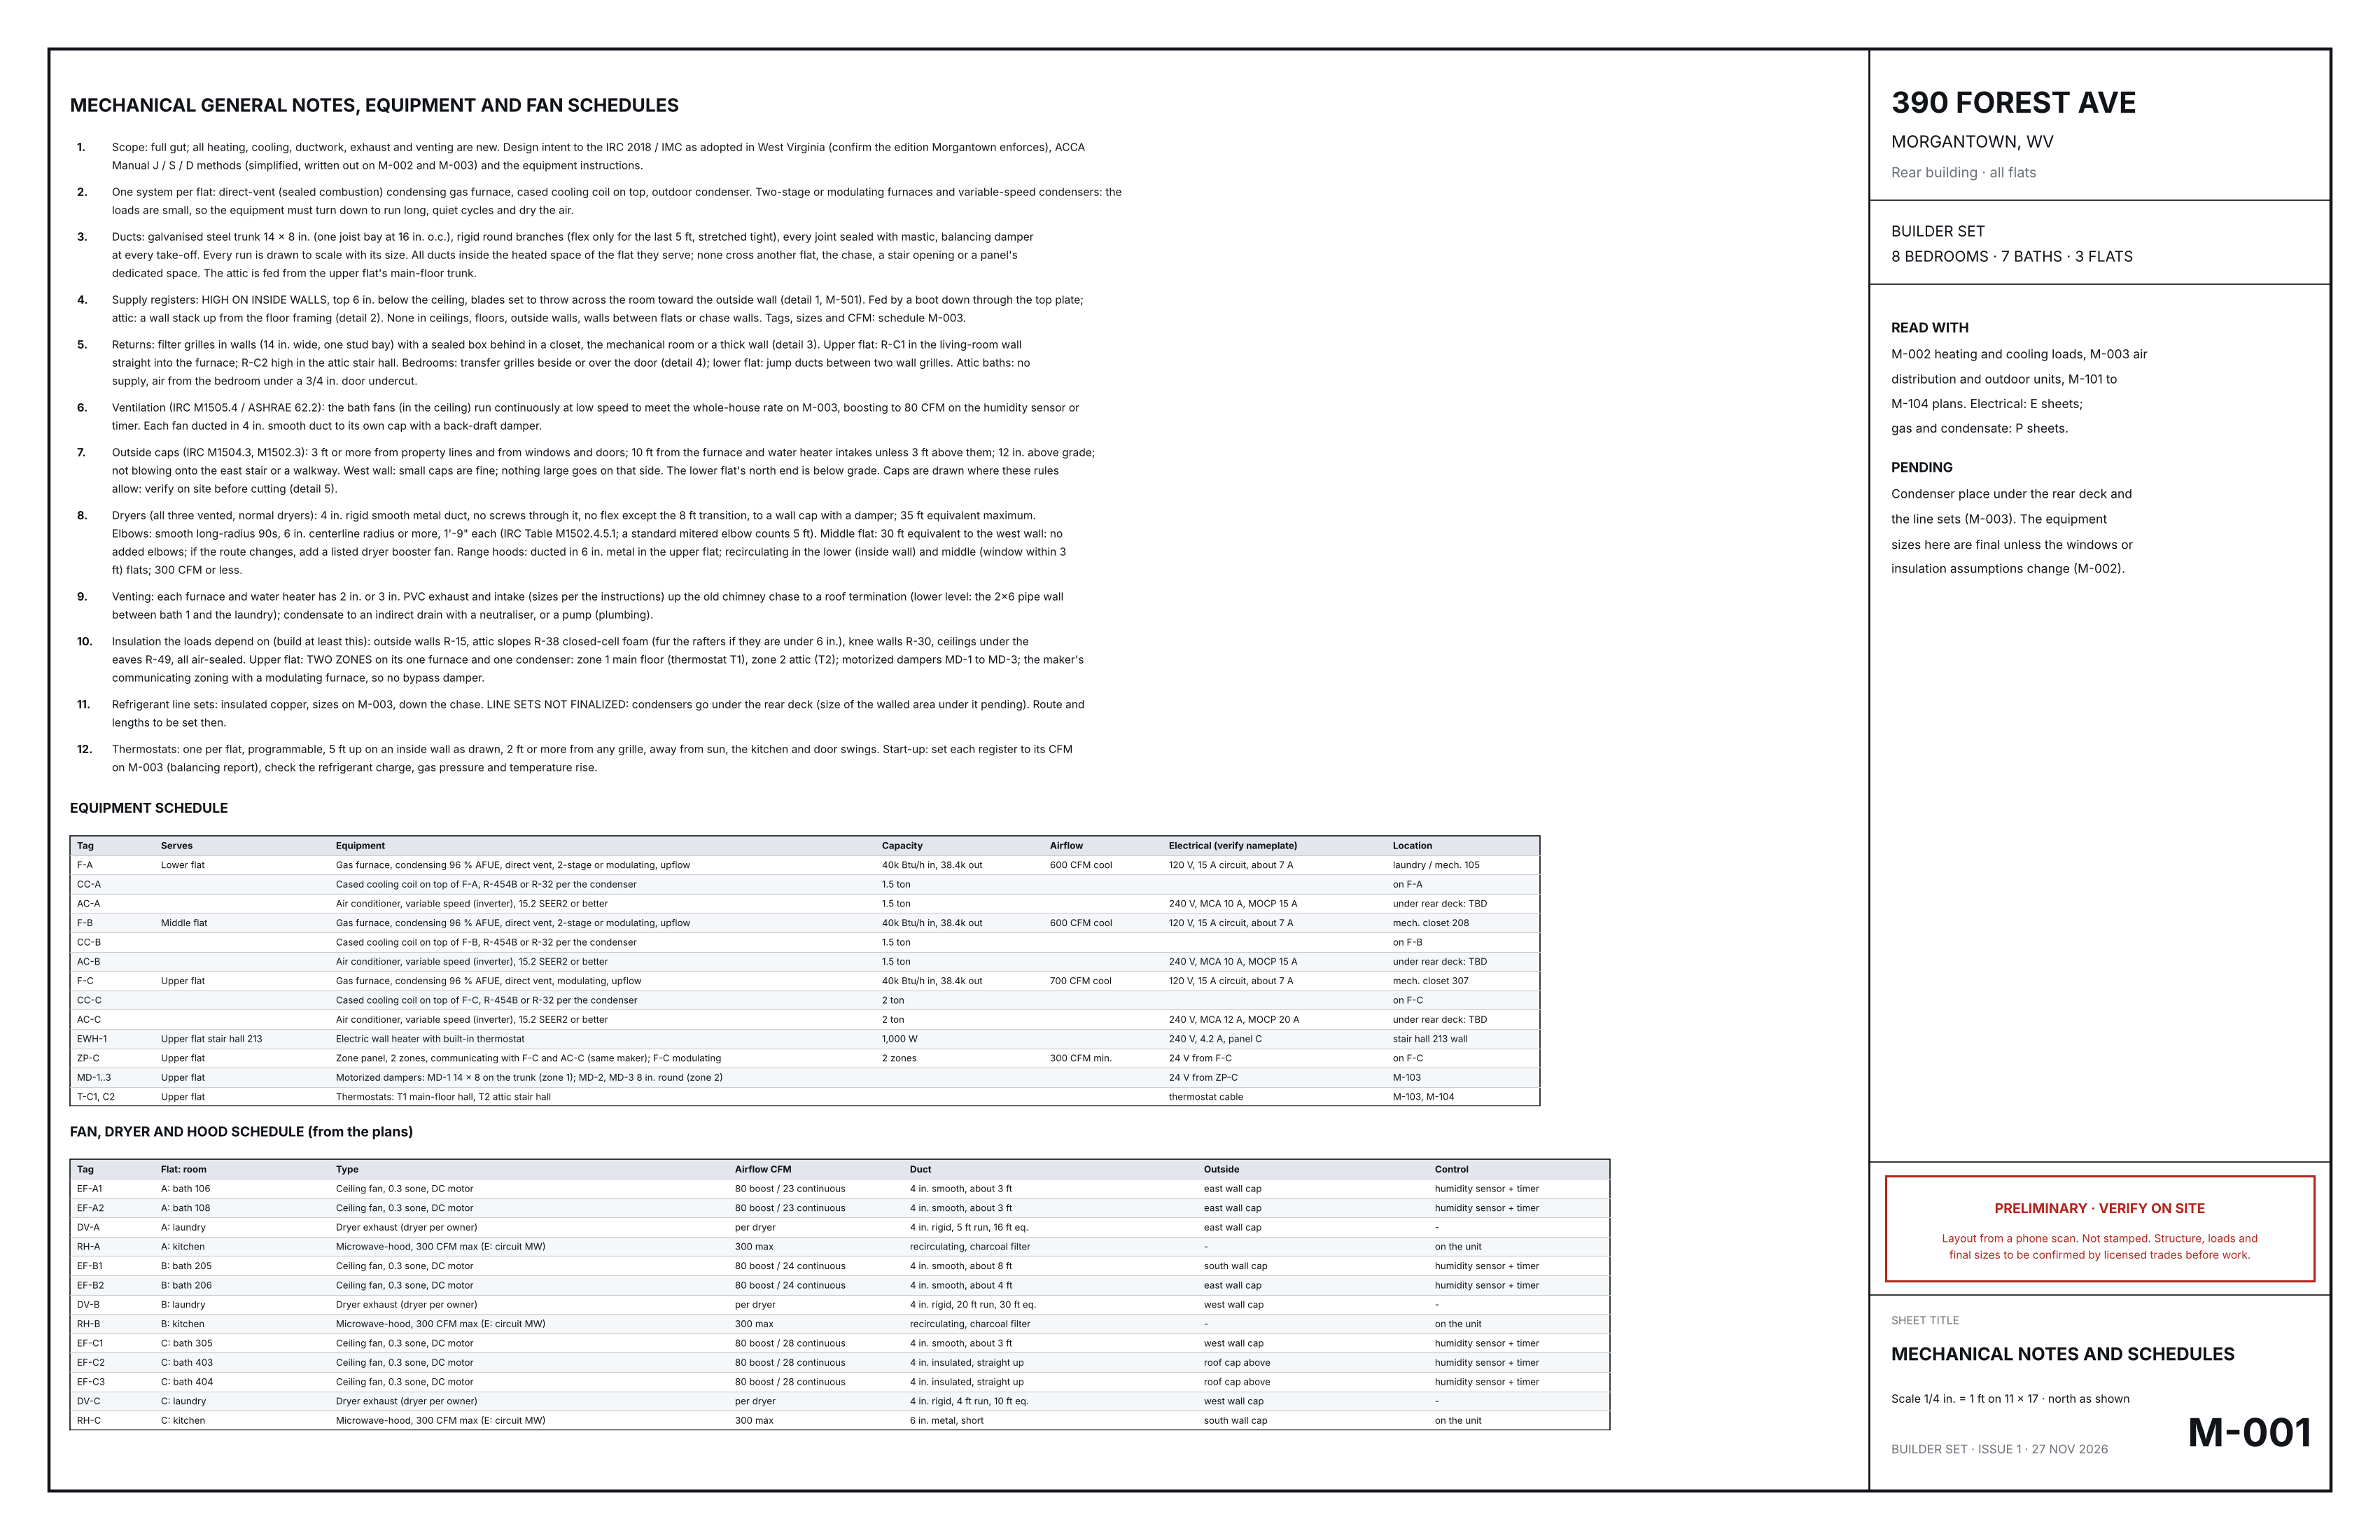 MECHANICAL GENERAL NOTES, EQUIPMENT AND FAN SCHEDULES
1. Scope: full gut; all heating, cooling, ductwork, exhaust and venting are new. Design intent to the IRC 2018 / IMC as adopted in West Virginia (confirm the edition Morgantown enforces), ACCA
Manual J / S / D methods (simplified, written out on M-002 and M-003) and the equipment instructions.
2. One system per flat: direct-vent (sealed combustion) condensing gas furnace, cased cooling coil on top, outdoor condenser. Two-stage or modulating furnaces and variable-speed condensers: the
loads are small, so the equipment must turn down to run long, quiet cycles and dry the air.
3. Ducts: galvanised steel trunk 14 × 8 in. (one joist bay at 16 in. o.c.), rigid round branches (flex only for the last 5 ft, stretched tight), every joint sealed with mastic, balancing damper
at every take-off. Every run is drawn to scale with its size. All ducts inside the heated space of the flat they serve; none cross another flat, the chase, a stair opening or a panel's
dedicated space. The attic is fed from the upper flat's main-floor trunk.
4. Supply registers: HIGH ON INSIDE WALLS, top 6 in. below the ceiling, blades set to throw across the room toward the outside wall (detail 1, M-501). Fed by a boot down through the top plate;
attic: a wall stack up from the floor framing (detail 2). None in ceilings, floors, outside walls, walls between flats or chase walls. Tags, sizes and CFM: schedule M-003.
5. Returns: filter grilles in walls (14 in. wide, one stud bay) with a sealed box behind in a closet, the mechanical room or a thick wall (detail 3). Upper flat: R-C1 in the living-room wall
straight into the furnace; R-C2 high in the attic stair hall. Bedrooms: transfer grilles beside or over the door (detail 4); lower flat: jump ducts between two wall grilles. Attic baths: no
supply, air from the bedroom under a 3/4 in. door undercut.
6. Ventilation (IRC M1505.4 / ASHRAE 62.2): the bath fans (in the ceiling) run continuously at low speed to meet the whole-house rate on M-003, boosting to 80 CFM on the humidity sensor or
timer. Each fan ducted in 4 in. smooth duct to its own cap with a back-draft damper.
7. Outside caps (IRC M1504.3, M1502.3): 3 ft or more from property lines and from windows and doors; 10 ft from the furnace and water heater intakes unless 3 ft above them; 12 in. above grade;
not blowing onto the east stair or a walkway. West wall: small caps are fine; nothing large goes on that side. The lower flat's north end is below grade. Caps are drawn where these rules
allow: verify on site before cutting (detail 5).
8. Dryers (all three vented, normal dryers): 4 in. rigid smooth metal duct, no screws through it, no flex except the 8 ft transition, to a wall cap with a damper; 35 ft equivalent maximum.
Elbows: smooth long-radius 90s, 6 in. centerline radius or more, 1'-9" each (IRC Table M1502.4.5.1; a standard mitered elbow counts 5 ft). Middle flat: 30 ft equivalent to the west wall: no
added elbows; if the route changes, add a listed dryer booster fan. Range hoods: ducted in 6 in. metal in the upper flat; recirculating in the lower (inside wall) and middle (window within 3
ft) flats; 300 CFM or less.
9. Venting: each furnace and water heater has 2 in. or 3 in. PVC exhaust and intake (sizes per the instructions) up the old chimney chase to a roof termination (lower level: the 2×6 pipe wall
between bath 1 and the laundry); condensate to an indirect drain with a neutraliser, or a pump (plumbing).
10. Insulation the loads depend on (build at least this): outside walls R-15, attic slopes R-38 closed-cell foam (fur the rafters if they are under 6 in.), knee walls R-30, ceilings under the
eaves R-49, all air-sealed. Upper flat: TWO ZONES on its one furnace and one condenser: zone 1 main floor (thermostat T1), zone 2 attic (T2); motorized dampers MD-1 to MD-3; the maker's
communicating zoning with a modulating furnace, so no bypass damper.
11. Refrigerant line sets: insulated copper, sizes on M-003, down the chase. LINE SETS NOT FINALIZED: condensers go under the rear deck (size of the walled area under it pending). Route and
lengths to be set then.
12. Thermostats: one per flat, programmable, 5 ft up on an inside wall as drawn, 2 ft or more from any grille, away from sun, the kitchen and door swings. Start-up: set each register to its CFM
on M-003 (balancing report), check the refrigerant charge, gas pressure and temperature rise.
EQUIPMENT SCHEDULE
Tag Serves Equipment Capacity Airflow Electrical (verify nameplate) Location
F-A Lower flat Gas furnace, condensing 96 % AFUE, direct vent, 2-stage or modulating, upflow 40k Btu/h in, 38.4k out 600 CFM cool 120 V, 15 A circuit, about 7 A laundry / mech. 105
CC-A Cased cooling coil on top of F-A, R-454B or R-32 per the condenser 1.5 ton on F-A
AC-A Air conditioner, variable speed (inverter), 15.2 SEER2 or better 1.5 ton 240 V, MCA 10 A, MOCP 15 A under rear deck: TBD
F-B Middle flat Gas furnace, condensing 96 % AFUE, direct vent, 2-stage or modulating, upflow 40k Btu/h in, 38.4k out 600 CFM cool 120 V, 15 A circuit, about 7 A mech. closet 208
CC-B Cased cooling coil on top of F-B, R-454B or R-32 per the condenser 1.5 ton on F-B
AC-B Air conditioner, variable speed (inverter), 15.2 SEER2 or better 1.5 ton 240 V, MCA 10 A, MOCP 15 A under rear deck: TBD
F-C Upper flat Gas furnace, condensing 96 % AFUE, direct vent, modulating, upflow 40k Btu/h in, 38.4k out 700 CFM cool 120 V, 15 A circuit, about 7 A mech. closet 307
CC-C Cased cooling coil on top of F-C, R-454B or R-32 per the condenser 2 ton on F-C
AC-C Air conditioner, variable speed (inverter), 15.2 SEER2 or better 2 ton 240 V, MCA 12 A, MOCP 20 A under rear deck: TBD
EWH-1 Upper flat stair hall 213 Electric wall heater with built-in thermostat 1,000 W 240 V, 4.2 A, panel C stair hall 213 wall
ZP-C Upper flat Zone panel, 2 zones, communicating with F-C and AC-C (same maker); F-C modulating 2 zones 300 CFM min. 24 V from F-C on F-C
MD-1..3 Upper flat Motorized dampers: MD-1 14 × 8 on the trunk (zone 1); MD-2, MD-3 8 in. round (zone 2) 24 V from ZP-C M-103
T-C1, C2 Upper flat Thermostats: T1 main-floor hall, T2 attic stair hall thermostat cable M-103, M-104
FAN, DRYER AND HOOD SCHEDULE (from the plans)
Tag Flat: room Type Airflow CFM Duct Outside Control
EF-A1 A: bath 106 Ceiling fan, 0.3 sone, DC motor 80 boost / 23 continuous 4 in. smooth, about 3 ft east wall cap humidity sensor + timer
EF-A2 A: bath 108 Ceiling fan, 0.3 sone, DC motor 80 boost / 23 continuous 4 in. smooth, about 3 ft east wall cap humidity sensor + timer
DV-A A: laundry Dryer exhaust (dryer per owner) per dryer 4 in. rigid, 5 ft run, 16 ft eq. east wall cap -
RH-A A: kitchen Microwave-hood, 300 CFM max (E: circuit MW) 300 max recirculating, charcoal filter - on the unit
EF-B1 B: bath 205 Ceiling fan, 0.3 sone, DC motor 80 boost / 24 continuous 4 in. smooth, about 8 ft south wall cap humidity sensor + timer
EF-B2 B: bath 206 Ceiling fan, 0.3 sone, DC motor 80 boost / 24 continuous 4 in. smooth, about 4 ft east wall cap humidity sensor + timer
DV-B B: laundry Dryer exhaust (dryer per owner) per dryer 4 in. rigid, 20 ft run, 30 ft eq. west wall cap -
RH-B B: kitchen Microwave-hood, 300 CFM max (E: circuit MW) 300 max recirculating, charcoal filter - on the unit
EF-C1 C: bath 305 Ceiling fan, 0.3 sone, DC motor 80 boost / 28 continuous 4 in. smooth, about 3 ft west wall cap humidity sensor + timer
EF-C2 C: bath 403 Ceiling fan, 0.3 sone, DC motor 80 boost / 28 continuous 4 in. insulated, straight up roof cap above humidity sensor + timer
EF-C3 C: bath 404 Ceiling fan, 0.3 sone, DC motor 80 boost / 28 continuous 4 in. insulated, straight up roof cap above humidity sensor + timer
DV-C C: laundry Dryer exhaust (dryer per owner) per dryer 4 in. rigid, 4 ft run, 10 ft eq. west wall cap -
RH-C C: kitchen Microwave-hood, 300 CFM max (E: circuit MW) 300 max 6 in. metal, short south wall cap on the unit
390 FOREST AVE
MORGANTOWN, WV
Rear building · all flats
BUILDER SET
8 BEDROOMS · 7 BATHS · 3 FLATS
READ WITH
M-002 heating and cooling loads, M-003 air
distribution and outdoor units, M-101 to
M-104 plans. Electrical: E sheets;
gas and condensate: P sheets.
PENDING
Condenser place under the rear deck and
the line sets (M-003). The equipment
sizes here are final unless the windows or
insulation assumptions change (M-002).
PRELIMINARY · VERIFY ON SITE
Layout from a phone scan. Not stamped. Structure, loads and
final sizes to be confirmed by licensed trades before work.
SHEET TITLE
MECHANICAL NOTES AND SCHEDULES
Scale 1/4 in. = 1 ft on 11 × 17 · north as shown
M-001
BUILDER SET · ISSUE 1 · 27 NOV 2026